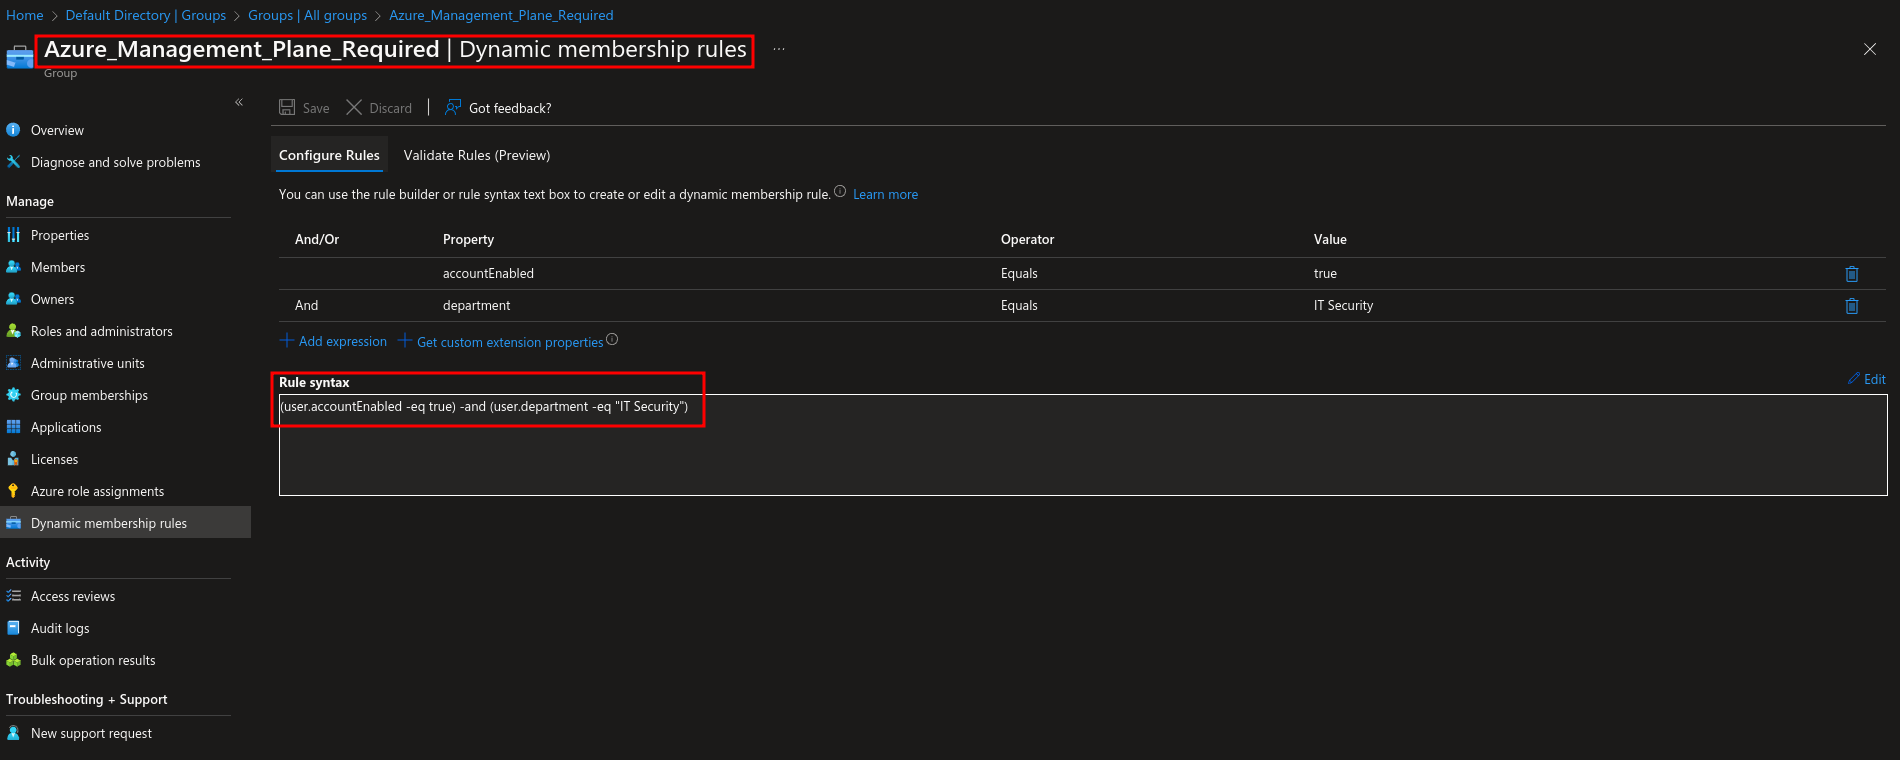 Home > Default Directory | Groups > Groups | All groups > Azure_Management_Plane_Required
Azure_Management_Plane_Required | Dynamic membership rules ...
Group
«
Save Discard | Got feedback?
Overview
Diagnose and solve problems
Manage
Properties
Members
Owners
Roles and administrators
Administrative units
Group memberships
Applications
Licenses
Azure role assignments
Dynamic membership rules
Activity
Access reviews
Audit logs
Bulk operation results
Troubleshooting + Support
New support request
Configure Rules Validate Rules (Preview)
You can use the rule builder or rule syntax text box to create or edit a dynamic membership rule. Learn more
And/Or Property Operator Value
accountEnabled Equals true
And department Equals IT Security
+ Add expression + Get custom extension properties
Rule syntax Edit
(user.accountEnabled -eq true) -and (user.department -eq "IT Security")